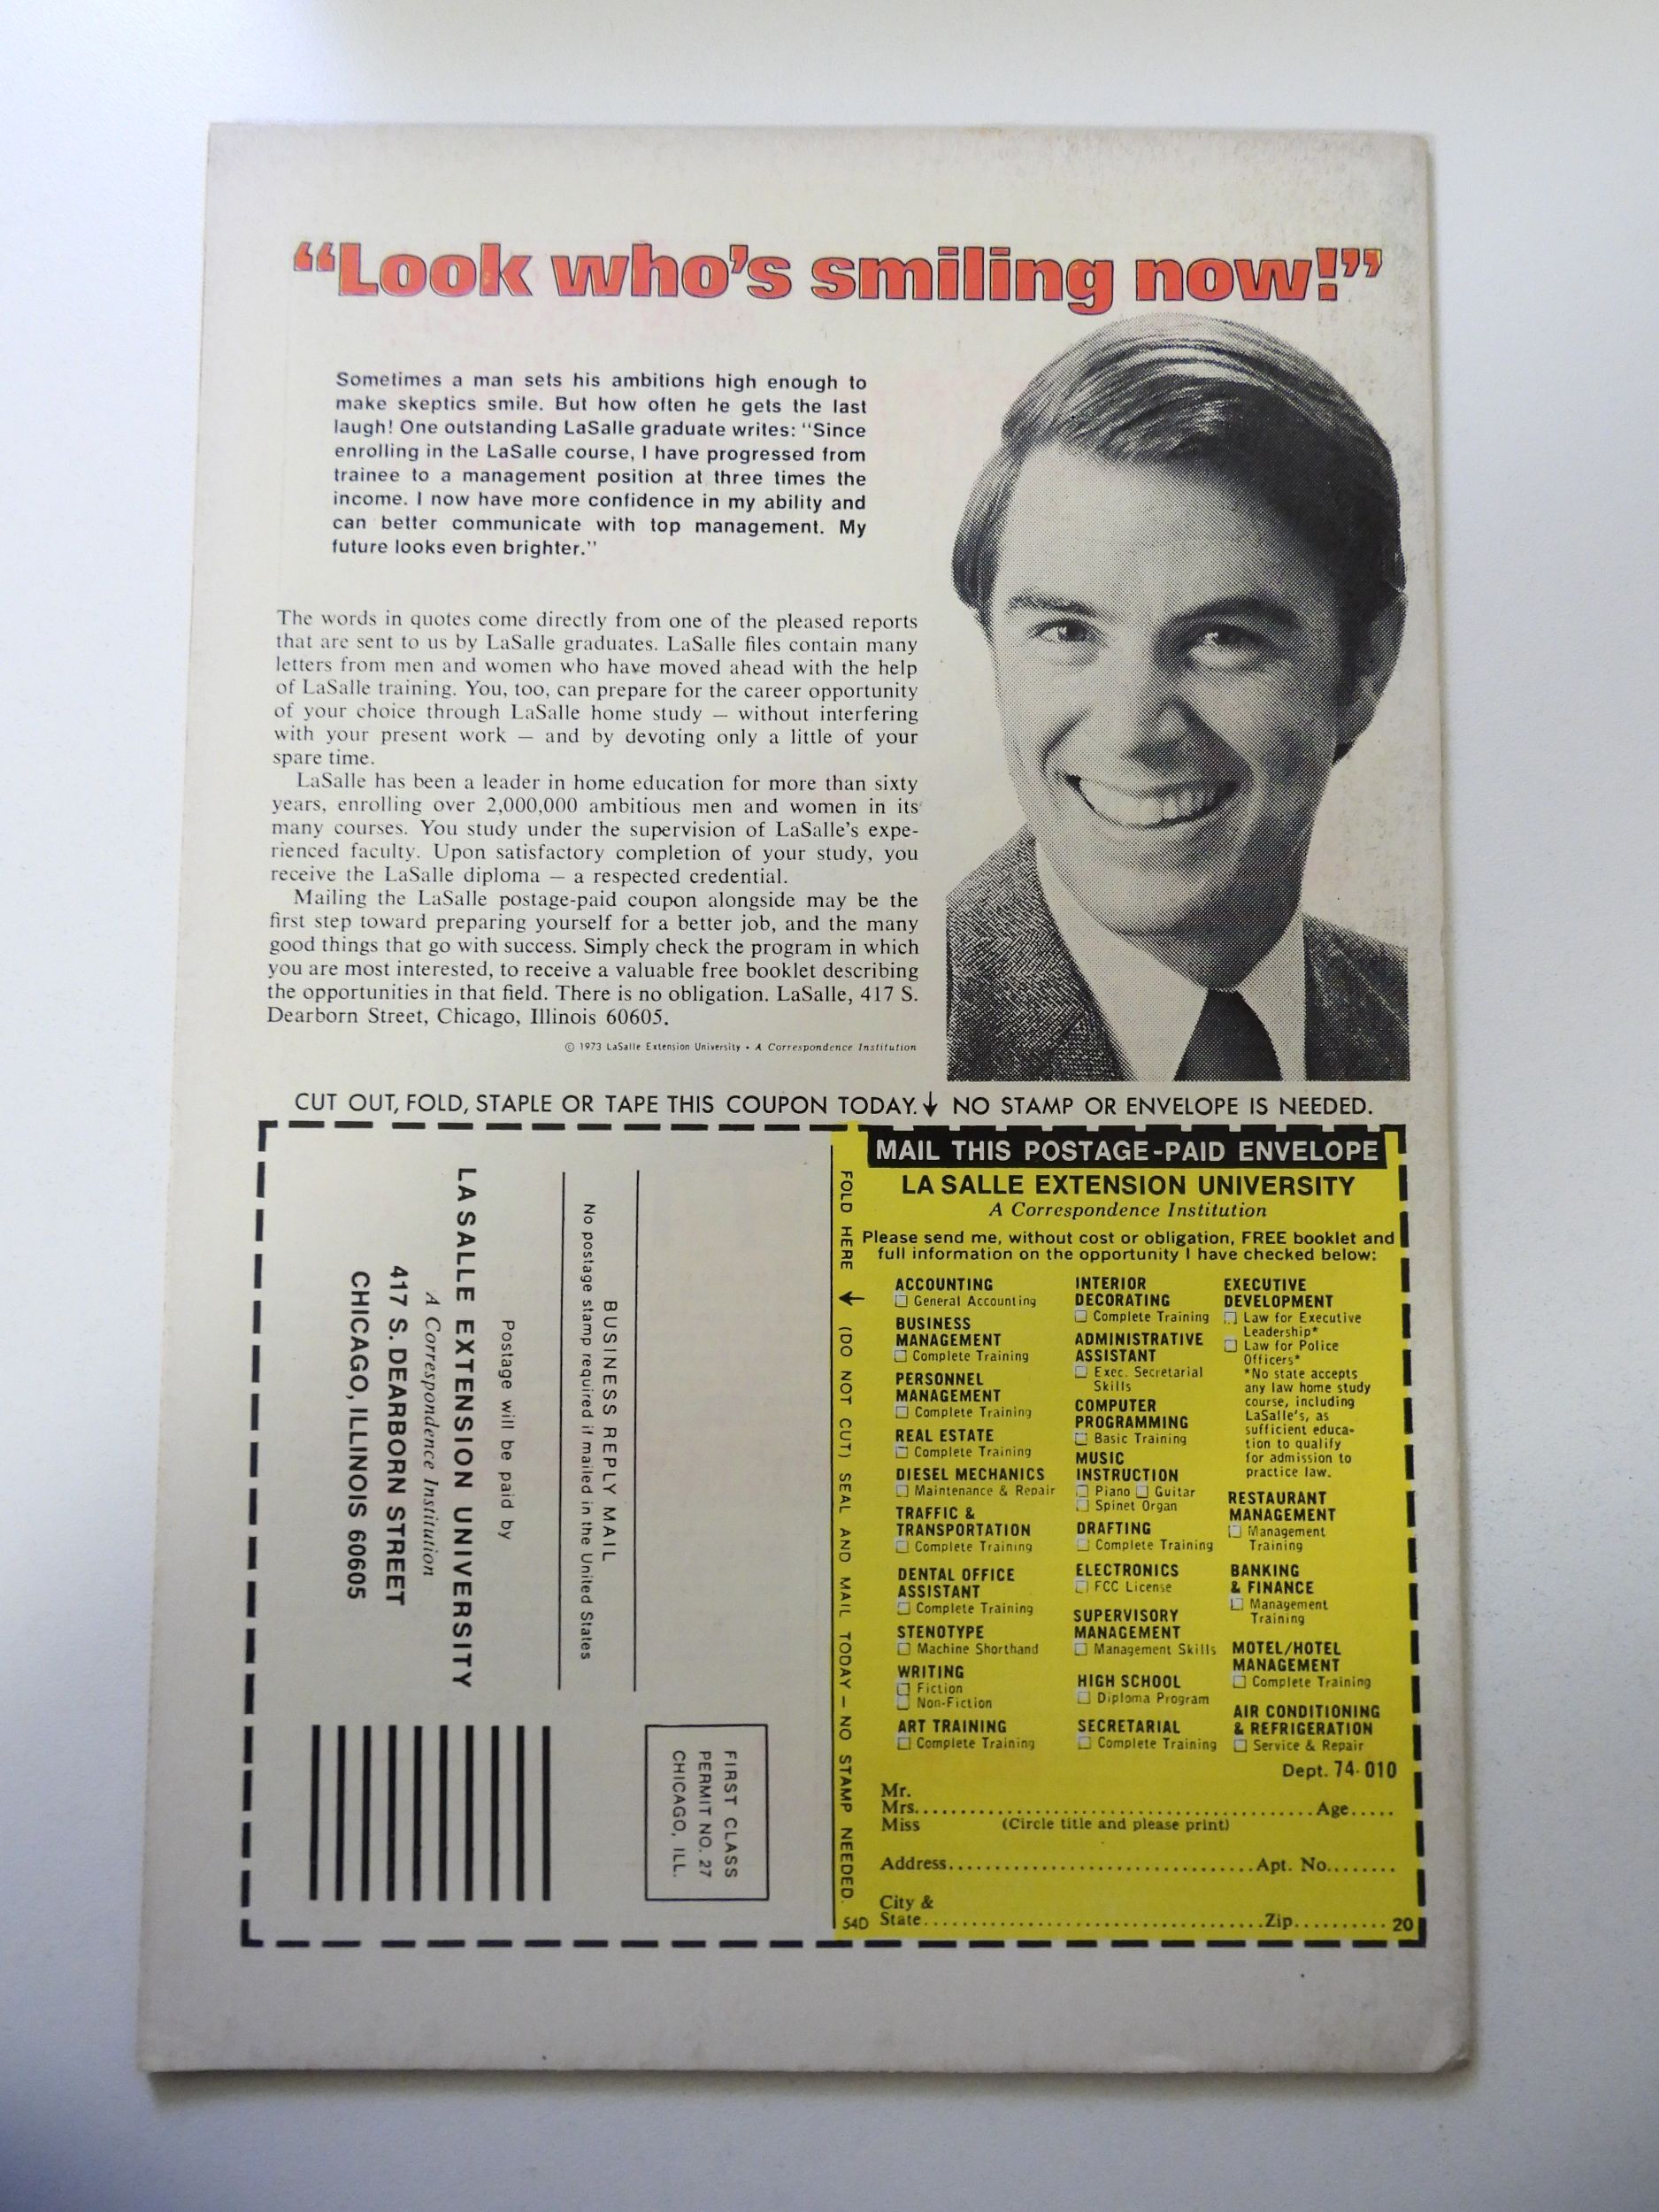 “Look who’s smiling now!”
Sometimes a man sets his ambitions high enough to
make skeptics smile. But how often he gets the last
laugh! One outstanding LaSalle graduate writes: “Since
enrolling in the LaSalle course, I have progressed from
trainee to a management position at three times the
income. I now have more confidence in my ability and
can better communicate with top management. My
future looks even brighter.”
The words in quotes come directly from one of the pleased reports
that are sent to us by LaSalle graduates. LaSalle files contain many
letters from men and women who have moved ahead with the help
of LaSalle training. You, too, can prepare for the career opportunity
of your choice through LaSalle home study — without interfering
with your present work — and by devoting only a little of your
spare time.
LaSalle has been a leader in home education for more than sixty
years, enrolling over 2,000,000 ambitious men and women in its
many courses. You study under the supervision of LaSalle’s expe-
rienced faculty. Upon satisfactory completion of your study, you
receive the LaSalle diploma — a respected credential.
Mailing the LaSalle postage-paid coupon alongside may be the
first step toward preparing yourself for a better job, and the many
good things that go with success. Simply check the program in which
you are most interested, to receive a valuable free booklet describing
the opportunities in that field. There is no obligation. LaSalle, 417 S.
Dearborn Street, Chicago, Illinois 60605.
© 1973 LaSalle Extension University • A Correspondence Institution
CUT OUT, FOLD, STAPLE OR TAPE THIS COUPON TODAY.↓ NO STAMP OR ENVELOPE IS NEEDED.
FIRST CLASS
PERMIT NO. 27
CHICAGO, ILL.
BUSINESS REPLY MAIL
No postage stamp required if mailed in the United States
Postage will be paid by
LA SALLE EXTENSION UNIVERSITY
A Correspondence Institution
417 S. DEARBORN STREET
CHICAGO, ILLINOIS 60605
FOLD HERE ↓ (DO NOT CUT) SEAL AND MAIL TODAY — NO STAMP NEEDED.
MAIL THIS POSTAGE-PAID ENVELOPE
LA SALLE EXTENSION UNIVERSITY
A Correspondence Institution
Please send me, without cost or obligation, FREE booklet and
full information on the opportunity I have checked below:
ACCOUNTING
☐ General Accounting
BUSINESS
MANAGEMENT
☐ Complete Training
PERSONNEL
MANAGEMENT
☐ Complete Training
REAL ESTATE
☐ Complete Training
DIESEL MECHANICS
☐ Maintenance & Repair
TRAFFIC &
TRANSPORTATION
☐ Complete Training
DENTAL OFFICE
ASSISTANT
☐ Complete Training
STENOTYPE
☐ Machine Shorthand
WRITING
☐ Fiction
☐ Non-Fiction
ART TRAINING
☐ Complete Training
INTERIOR
DECORATING
☐ Complete Training
ADMINISTRATIVE
ASSISTANT
☐ Exec. Secretarial
Skills
COMPUTER
PROGRAMMING
☐ Basic Training
MUSIC
INSTRUCTION
☐ Piano ☐ Guitar
☐ Spinet Organ
DRAFTING
☐ Complete Training
ELECTRONICS
☐ FCC License
SUPERVISORY
MANAGEMENT
☐ Management Skills
HIGH SCHOOL
☐ Diploma Program
SECRETARIAL
☐ Complete Training
EXECUTIVE
DEVELOPMENT
☐ Law for Executive
Leadership*
☐ Law for Police
Officers*
*No state accepts
any law home study
course, including
LaSalle's, as
sufficient educa-
tion to qualify
for admission to
practice law.
RESTAURANT
MANAGEMENT
☐ Management
Training
BANKING
& FINANCE
☐ Management
Training
MOTEL/HOTEL
MANAGEMENT
☐ Complete Training
AIR CONDITIONING
& REFRIGERATION
☐ Service & Repair
Dept. 74-010
Mr.
Mrs.............................................Age.....
Miss (Circle title and please print)
Address...................................Apt. No........
City &
State.......................................Zip.......... 20
54D